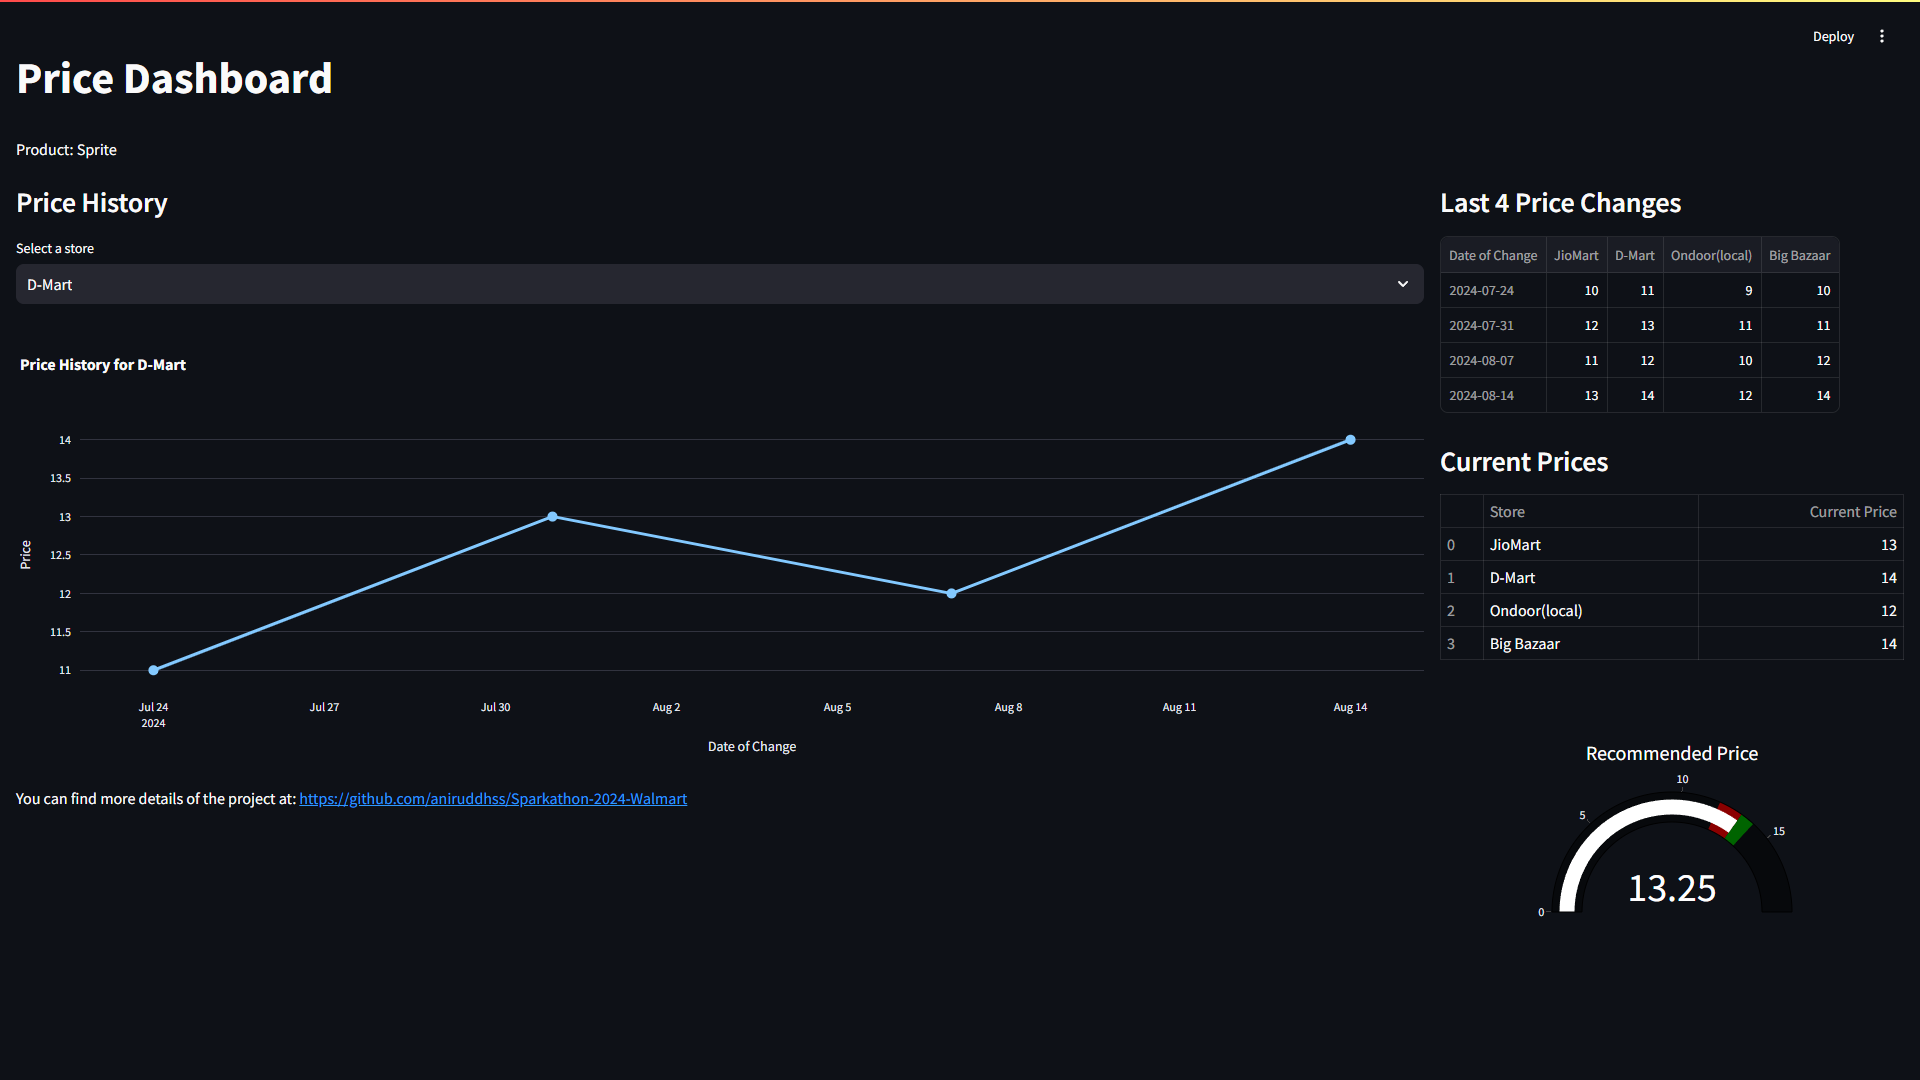 Deploy
Price Dashboard
Product: Sprite
Price History
Select a store
D-Mart
Price History for D-Mart
14
13.5
13
12.5
12
11.5
11
Price
Jul 24 Jul 27 Jul 30 Aug 2 Aug 5 Aug 8 Aug 11 Aug 14
2024
Date of Change
You can find more details of the project at: https://github.com/aniruddhss/Sparkathon-2024-Walmart
Last 4 Price Changes
Date of Change JioMart D-Mart Ondoor(local) Big Bazaar
2024-07-24 10 11 9 10
2024-07-31 12 13 11 11
2024-08-07 11 12 10 12
2024-08-14 13 14 12 14
Current Prices
Store Current Price
0 JioMart 13
1 D-Mart 14
2 Ondoor(local) 12
3 Big Bazaar 14
Recommended Price
10
5
15
13.25
0